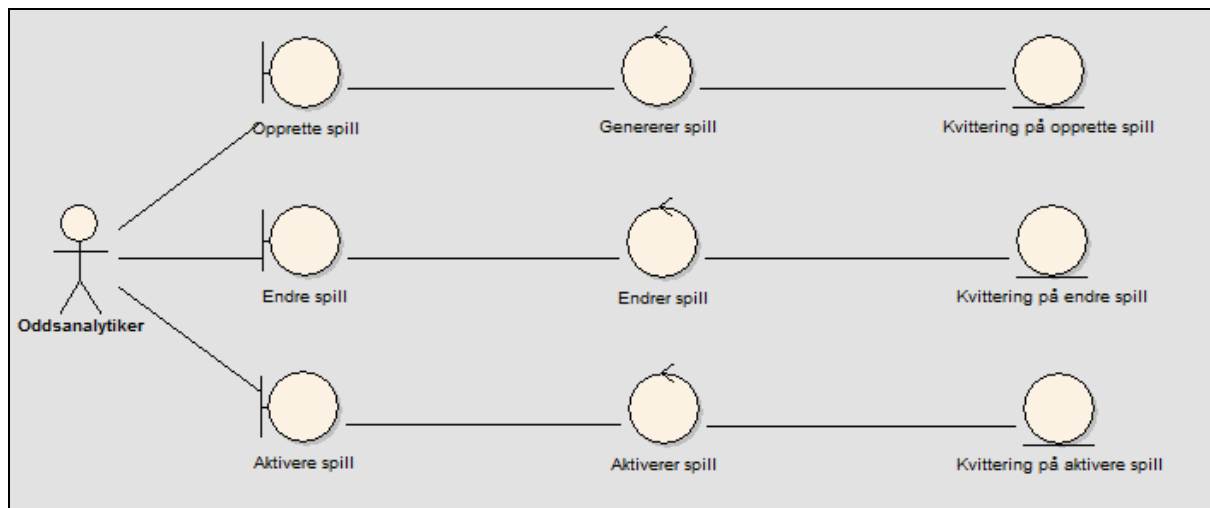 Opprette spill
Genererer spill
Kvittering på opprette spill
Endre spill
Endrer spill
Kvittering på endre spill
Oddsanalytiker
Aktivere spill
Aktiverer spill
Kvittering på aktivere spill